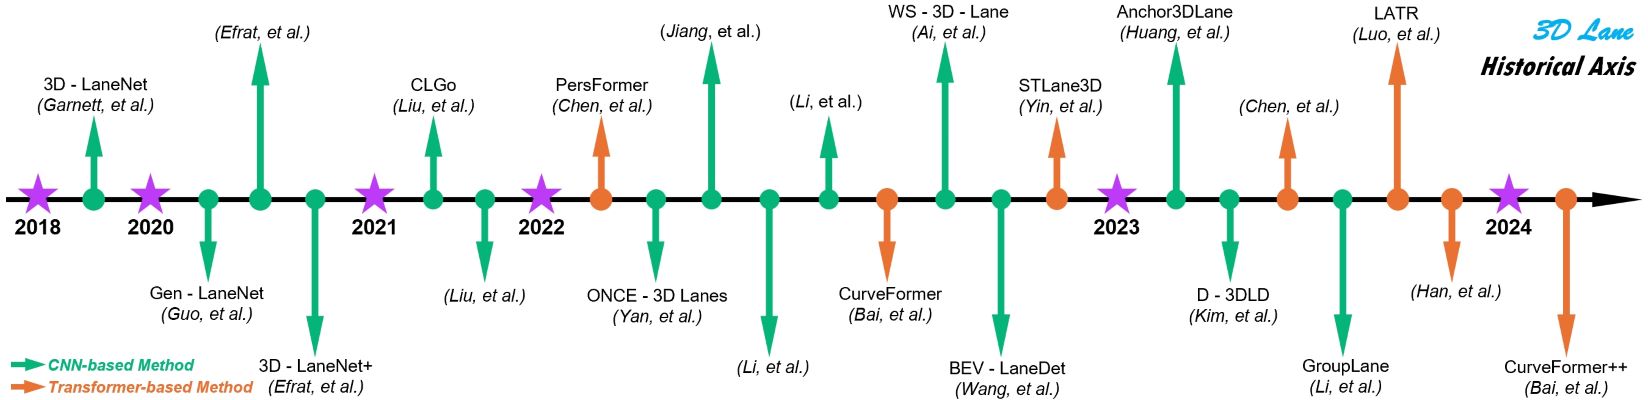 3D Lane
Historical Axis
3D - LaneNet
(Garnett, et al.)
(Efrat, et al.)
CLGo
(Liu, et al.)
PersFormer
(Chen, et al.)
(Jiang, et al.)
(Li, et al.)
WS - 3D - Lane
(Ai, et al.)
STLane3D
(Yin, et al.)
Anchor3DLane
(Huang, et al.)
(Chen, et al.)
LATR
(Luo, et al.)
2018
2020
2021
2022
2023
2024
Gen - LaneNet
(Guo, et al.)
3D - LaneNet+
(Efrat, et al.)
(Liu, et al.)
ONCE - 3D Lanes
(Yan, et al.)
(Li, et al.)
CurveFormer
(Bai, et al.)
BEV - LaneDet
(Wang, et al.)
D - 3DLD
(Kim, et al.)
GroupLane
(Li, et al.)
(Han, et al.)
CurveFormer++
(Bai, et al.)
CNN-based Method
Transformer-based Method